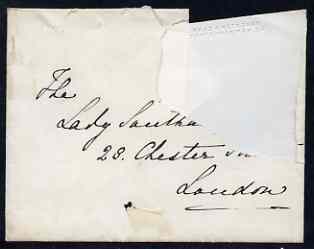 The
Lady Southa
28. Chester
London